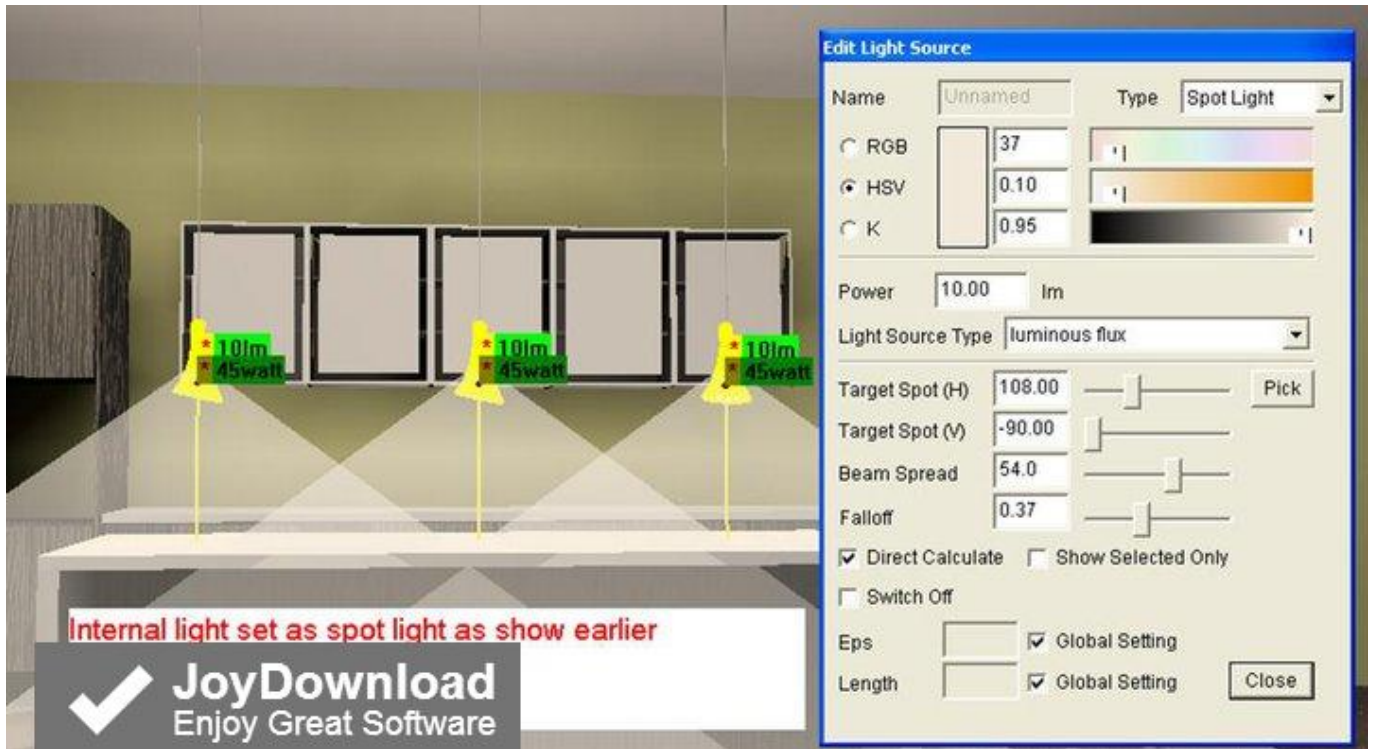 Edit Light Source
Name Unnamed Type Spot Light
RGB 37
HSV 0.10
K 0.95
Power 10.00 lm
Light Source Type luminous flux
Target Spot (H) 108.00 Pick
Target Spot (V) -90.00
Beam Spread 54.0
Falloff 0.37
Direct Calculate Show Selected Only
Switch Off
Eps Global Setting
Length Global Setting Close
* 10lm * 10lm * 10lm
* 45watt * 45watt * 45watt
Internal light set as spot light as show earlier
JoyDownload
Enjoy Great Software